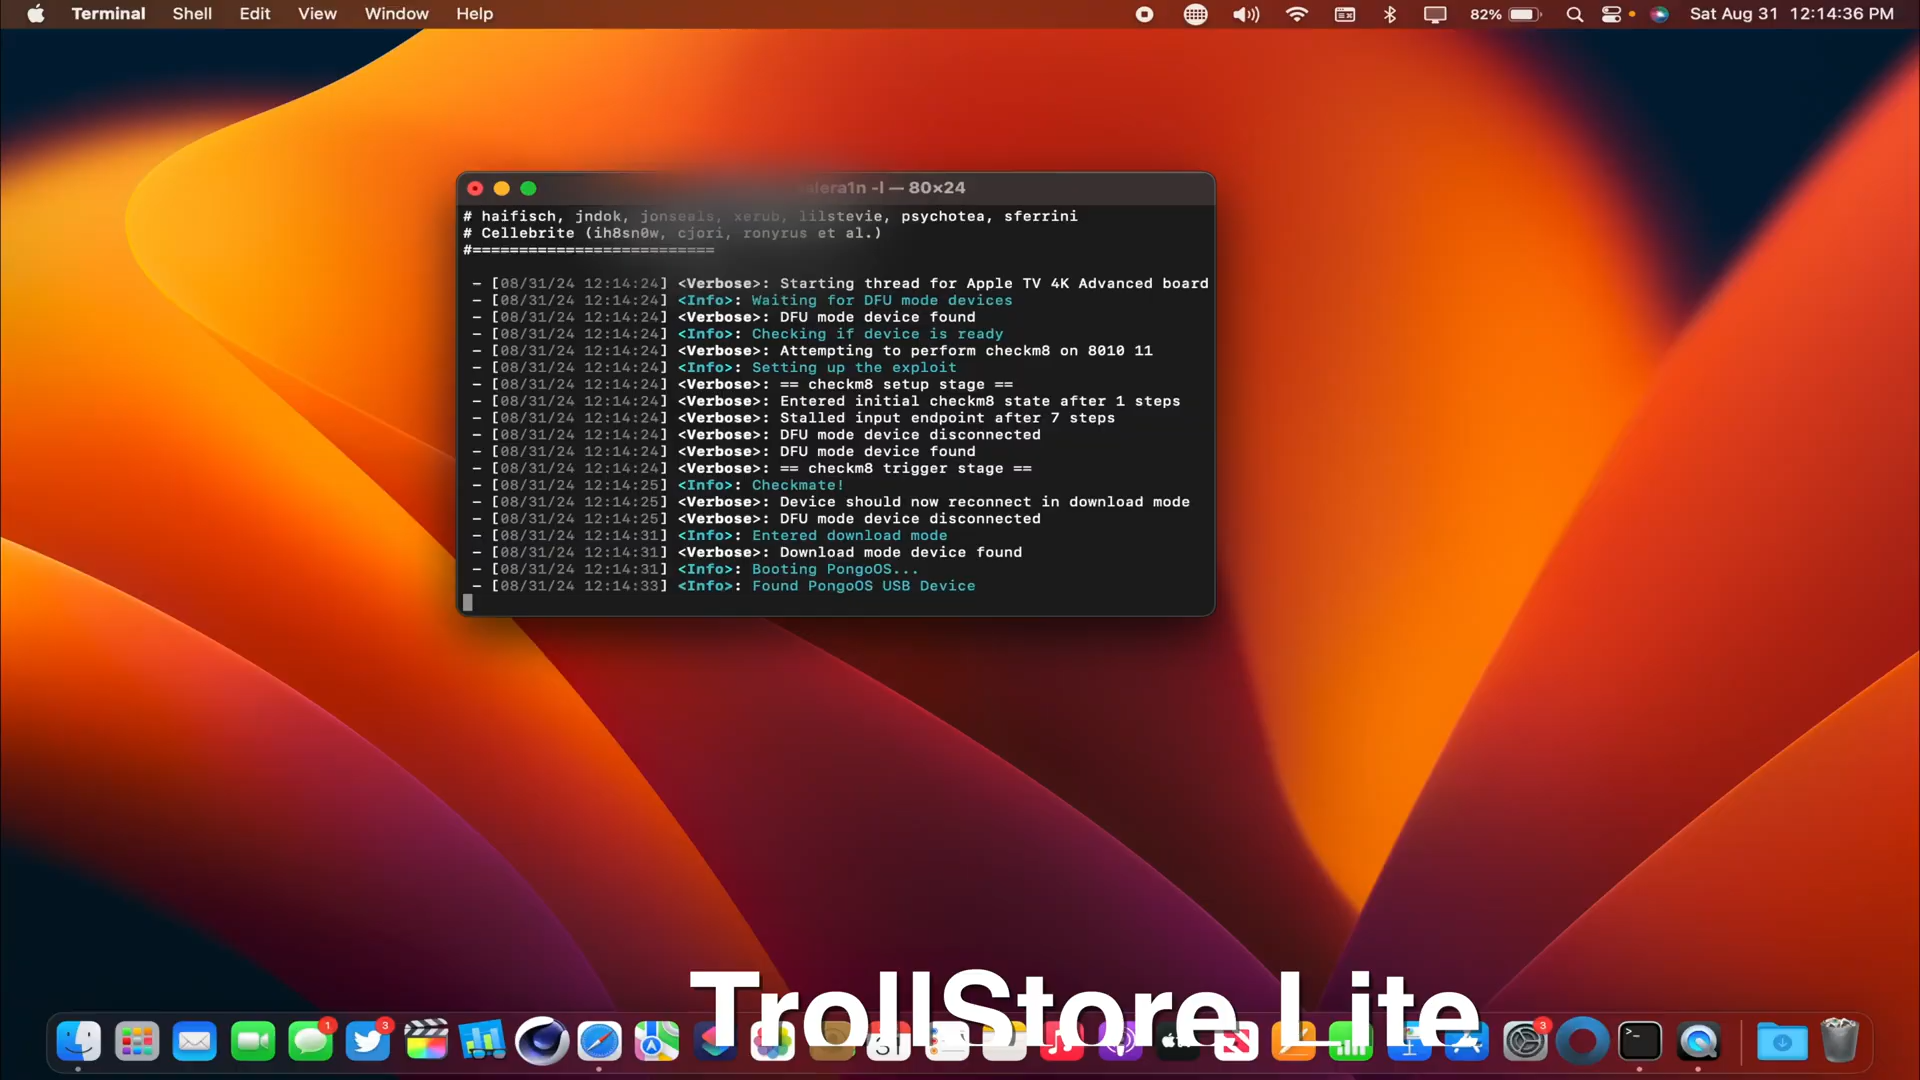 Terminal Shell Edit View Window Help 82% Sat Aug 31 12:14:36 PM
-l — 80×24
# haifisch, jndok, jonseals, xerub, lilstevie, psychotea, sferrini
# Cellebrite (ih8sn0w, cjori, ronyrus et al.)
#==========================
- [08/31/24 12:14:24] <Verbose>: Starting thread for Apple TV 4K Advanced board
- [08/31/24 12:14:24] <Info>: Waiting for DFU mode devices
- [08/31/24 12:14:24] <Verbose>: DFU mode device found
- [08/31/24 12:14:24] <Info>: Checking if device is ready
- [08/31/24 12:14:24] <Verbose>: Attempting to perform checkm8 on 8010 11
- [08/31/24 12:14:24] <Info>: Setting up the exploit
- [08/31/24 12:14:24] <Verbose>: == checkm8 setup stage ==
- [08/31/24 12:14:24] <Verbose>: Entered initial checkm8 state after 1 steps
- [08/31/24 12:14:24] <Verbose>: Stalled input endpoint after 7 steps
- [08/31/24 12:14:24] <Verbose>: DFU mode device disconnected
- [08/31/24 12:14:24] <Verbose>: DFU mode device found
- [08/31/24 12:14:24] <Verbose>: == checkm8 trigger stage ==
- [08/31/24 12:14:25] <Info>: Checkmate!
- [08/31/24 12:14:25] <Verbose>: Device should now reconnect in download mode
- [08/31/24 12:14:25] <Verbose>: DFU mode device disconnected
- [08/31/24 12:14:31] <Info>: Entered download mode
- [08/31/24 12:14:31] <Verbose>: Download mode device found
- [08/31/24 12:14:31] <Info>: Booting PongoOS...
- [08/31/24 12:14:33] <Info>: Found PongoOS USB Device
TrollStore Lite
1
3
3